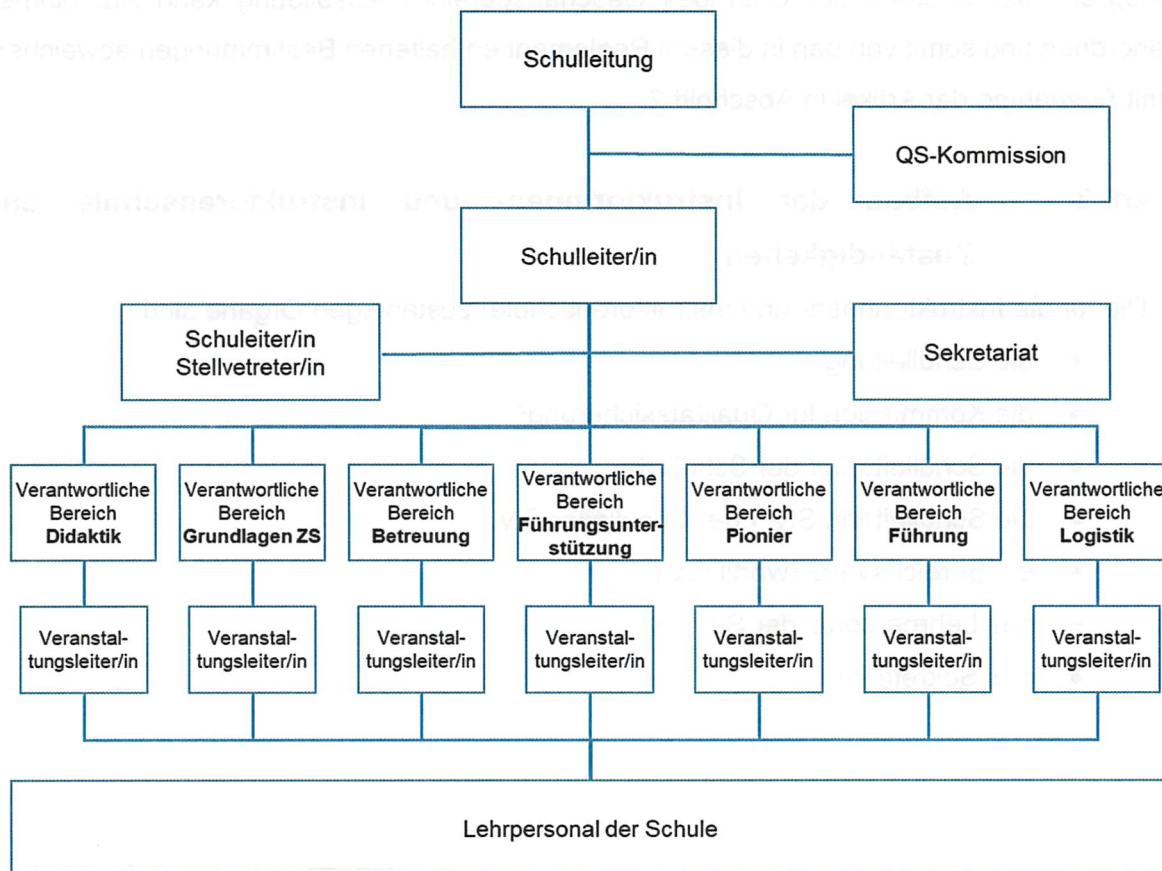 Schulleitung
QS-Kommission
Schulleiter/in
Schuleiter/in
Stellvetreter/in
Sekretariat
Verantwortliche
Bereich
Didaktik
Verantwortliche
Bereich
Grundlagen ZS
Verantwortliche
Bereich
Betreuung
Verantwortliche
Bereich
Führungsunter-
stützung
Verantwortliche
Bereich
Pionier
Verantwortliche
Bereich
Führung
Verantwortliche
Bereich
Logistik
Veranstal-
tungsleiter/in
Veranstal-
tungsleiter/in
Veranstal-
tungsleiter/in
Veranstal-
tungsleiter/in
Veranstal-
tungsleiter/in
Veranstal-
tungsleiter/in
Veranstal-
tungsleiter/in
Lehrpersonal der Schule